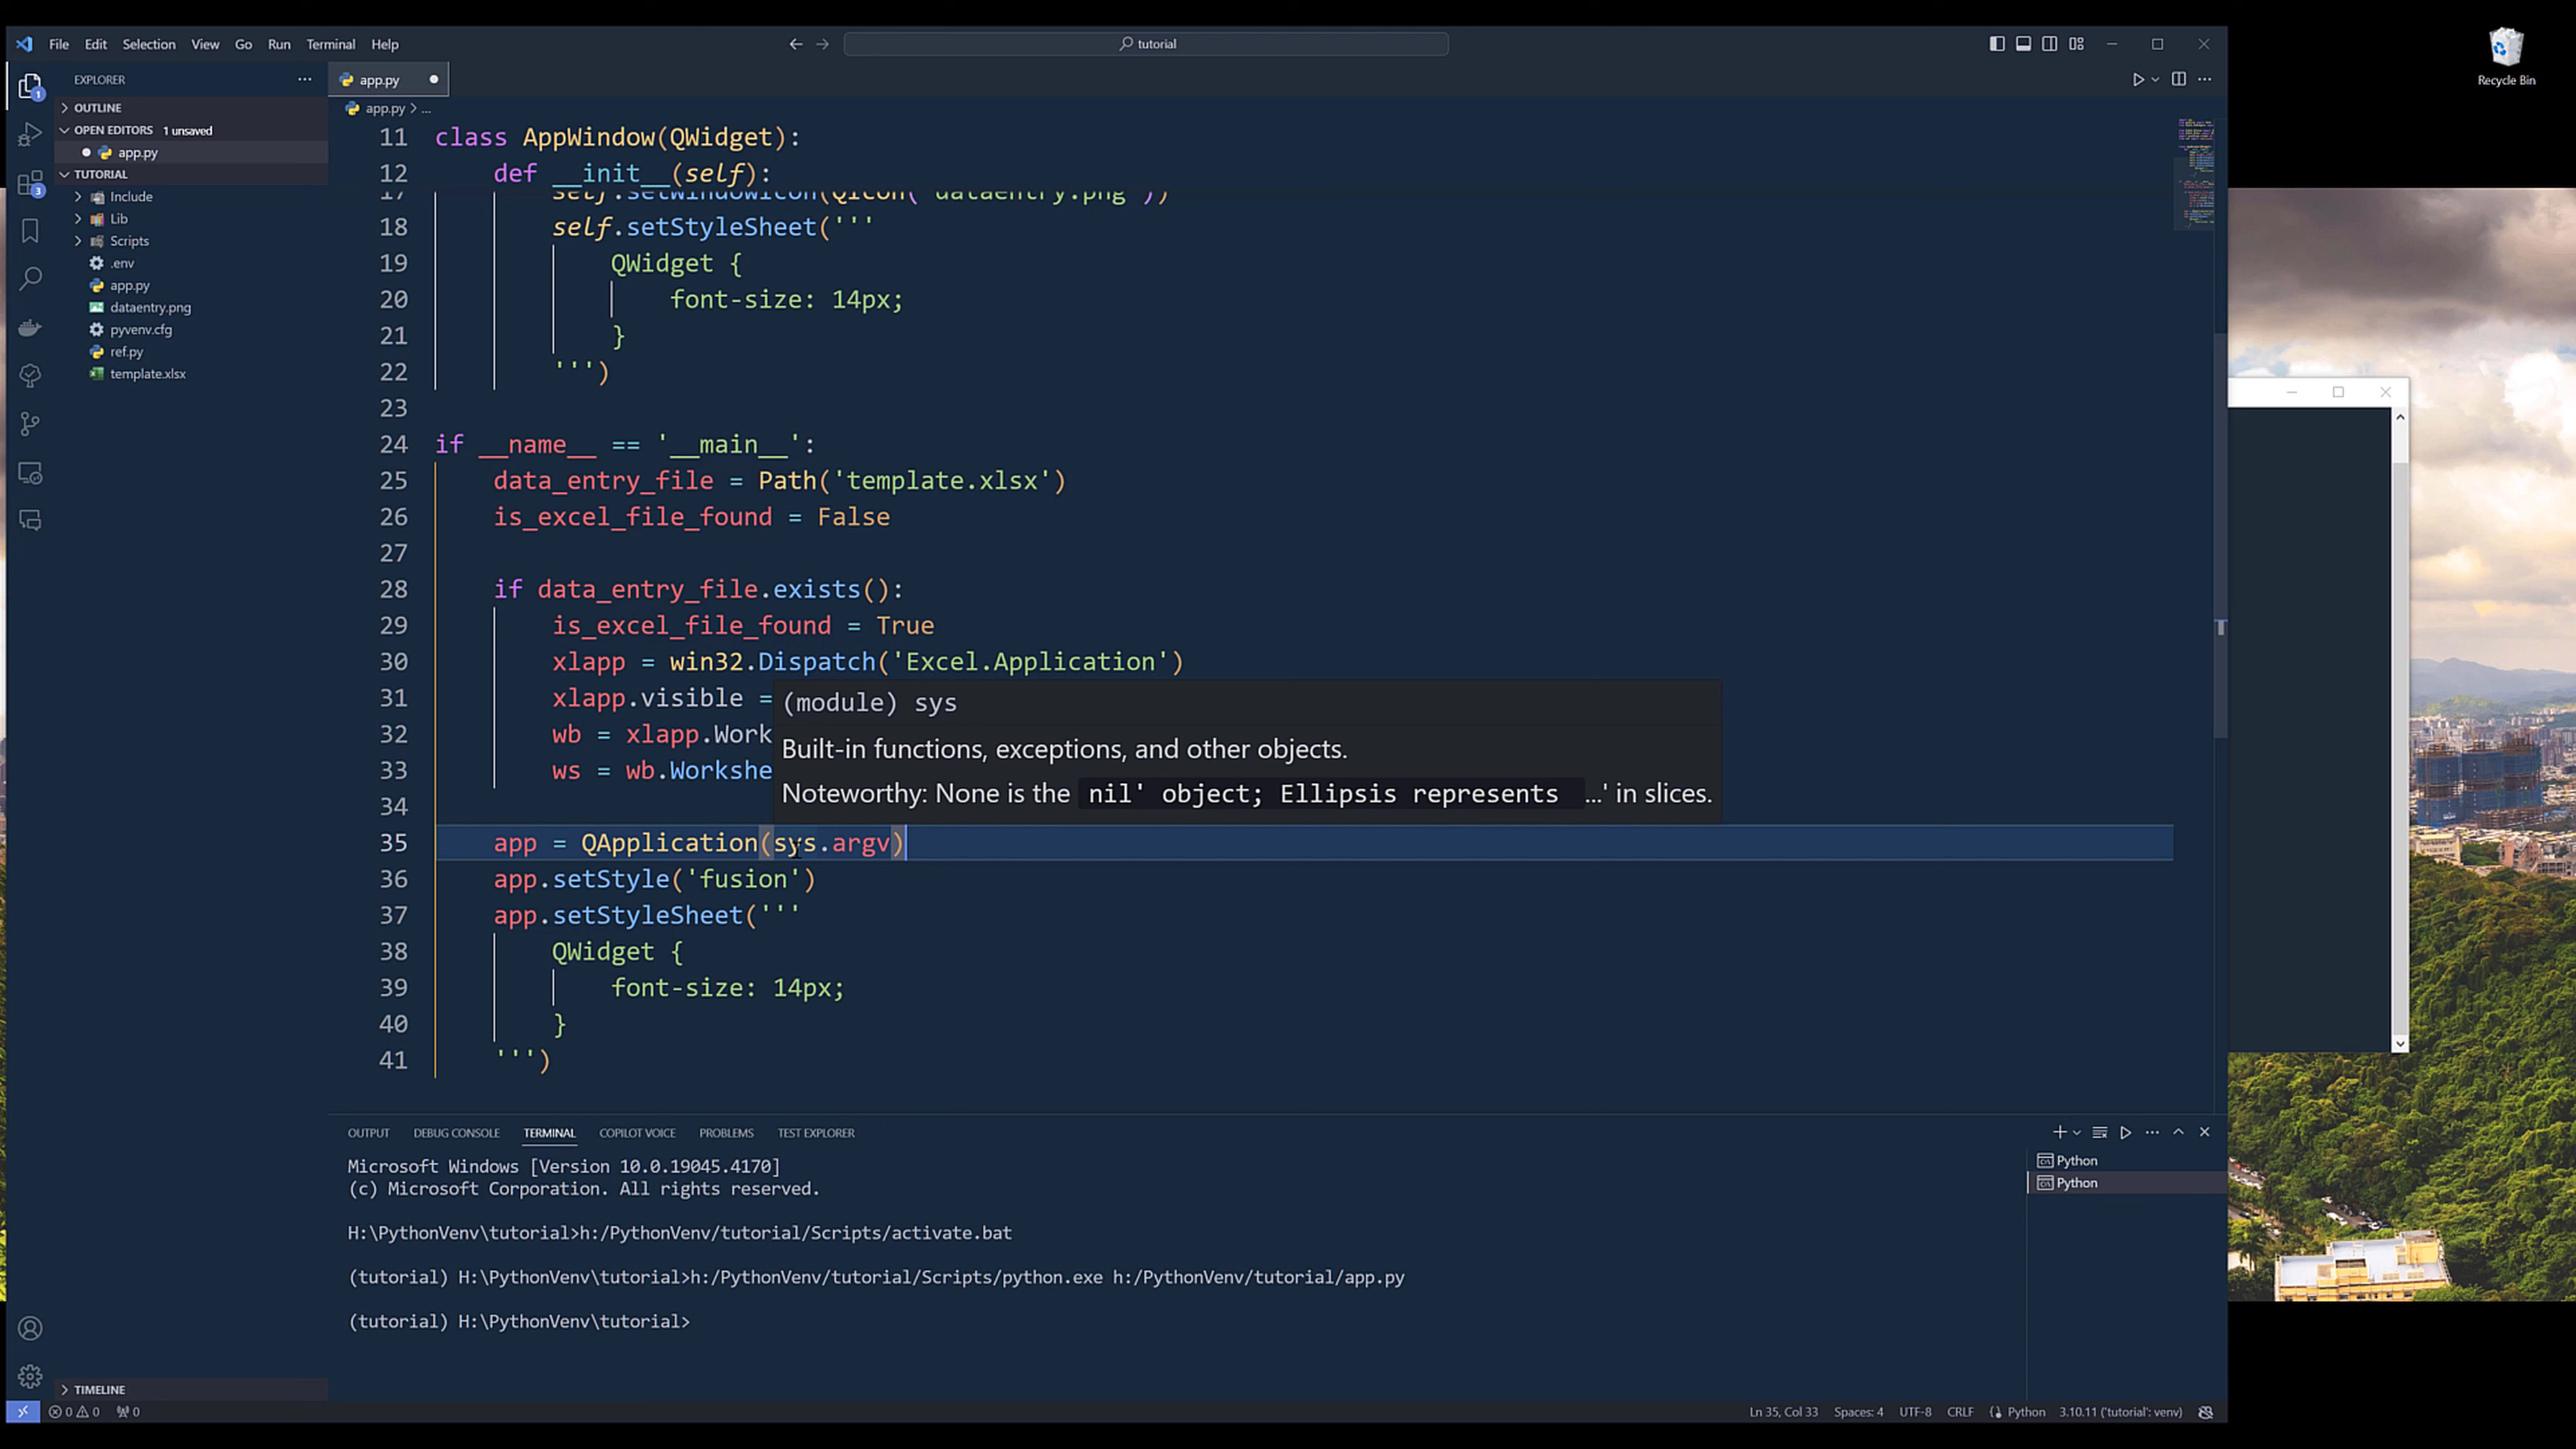 File Edit Selection View Go Run Terminal Help
tutorial
Recycle Bin
EXPLORER
OUTLINE
OPEN EDITORS 1 unsaved
app.py
TUTORIAL
Include
Lib
Scripts
.env
app.py
dataentry.png
pyvenv.cfg
ref.py
template.xlsx
TIMELINE
1
3
app.py
app.py > ...
11 class AppWindow(QWidget):
12 def __init__(self):
17 self.setWindowIcon(QIcon('dataentry.png'))
18 self.setStyleSheet('''
19 QWidget {
20 font-size: 14px;
21 }
22 ''')
23
24 if __name__ == '__main__':
25 data_entry_file = Path('template.xlsx')
26 is_excel_file_found = False
27
28 if data_entry_file.exists():
29 is_excel_file_found = True
30 xlapp = win32.Dispatch('Excel.Application')
31 xlapp.visible =
32 wb = xlapp.Work
33 ws = wb.Workshe
(module) sys
Built-in functions, exceptions, and other objects.
Noteworthy: None is the nil' object; Ellipsis represents ...' in slices.
34
35 app = QApplication(sys.argv)
36 app.setStyle('fusion')
37 app.setStyleSheet('''
38 QWidget {
39 font-size: 14px;
40 }
41 ''')
OUTPUT DEBUG CONSOLE TERMINAL COPILOT VOICE PROBLEMS TEST EXPLORER
Microsoft Windows [Version 10.0.19045.4170]
(c) Microsoft Corporation. All rights reserved.
H:\PythonVenv\tutorial>h:/PythonVenv/tutorial/Scripts/activate.bat
(tutorial) H:\PythonVenv\tutorial>h:/PythonVenv/tutorial/Scripts/python.exe h:/PythonVenv/tutorial/app.py
(tutorial) H:\PythonVenv\tutorial>
Python
Python
0 0 0
Ln 35, Col 33 Spaces: 4 UTF-8 CRLF Python 3.10.11 ('tutorial': venv)